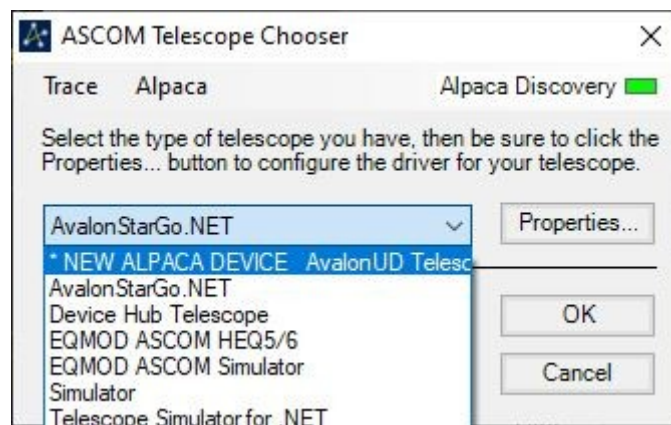 ASCOM Telescope Chooser
Trace Alpaca Alpaca Discovery
Select the type of telescope you have, then be sure to click the
Properties... button to configure the driver for your telescope.
AvalonStarGo.NET
Properties...
* NEW ALPACA DEVICE AvalonUD Telesc
AvalonStarGo.NET
Device Hub Telescope
EQMOD ASCOM HEQ5/6
EQMOD ASCOM Simulator
Simulator
Telescope Simulator for .NET
OK
Cancel